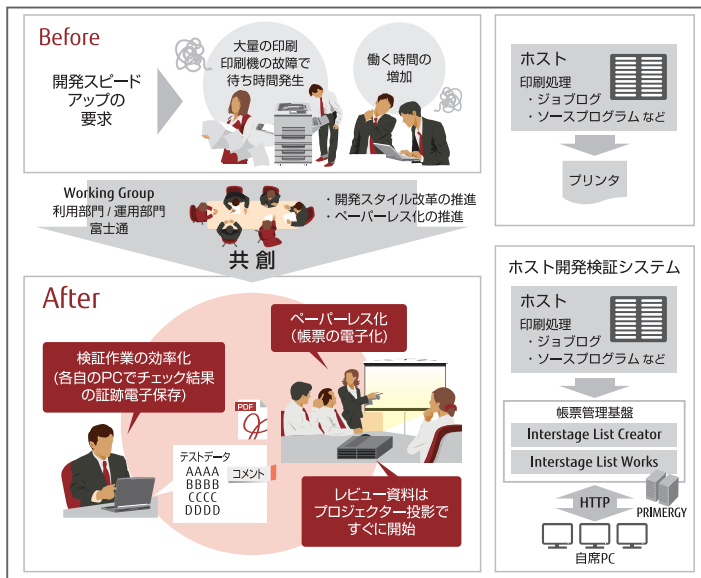 Before
開発スピード
アップの
要求
大量の印刷
印刷機の故障で
待ち時間発生
働く時間の
増加
Working Group
利用部門 / 運用部門
富士通
・開発スタイル改革の推進
・ペーパーレス化の推進
共 創
After
検証作業の効率化
(各自のPCでチェック結果
の証跡電子保存)
ペーパーレス化
(帳票の電子化)
PDF
テストデータ
AAAA
BBBB
CCCC
DDDD
コメント
レビュー資料は
プロジェクター投影で
すぐに開始
ホスト
印刷処理
・ジョブログ
・ソースプログラム など
プリンタ
ホスト開発検証システム
ホスト
印刷処理
・ジョブログ
・ソースプログラム など
帳票管理基盤
Interstage List Creator
Interstage List Works
HTTP
PRIMERGY
自席PC